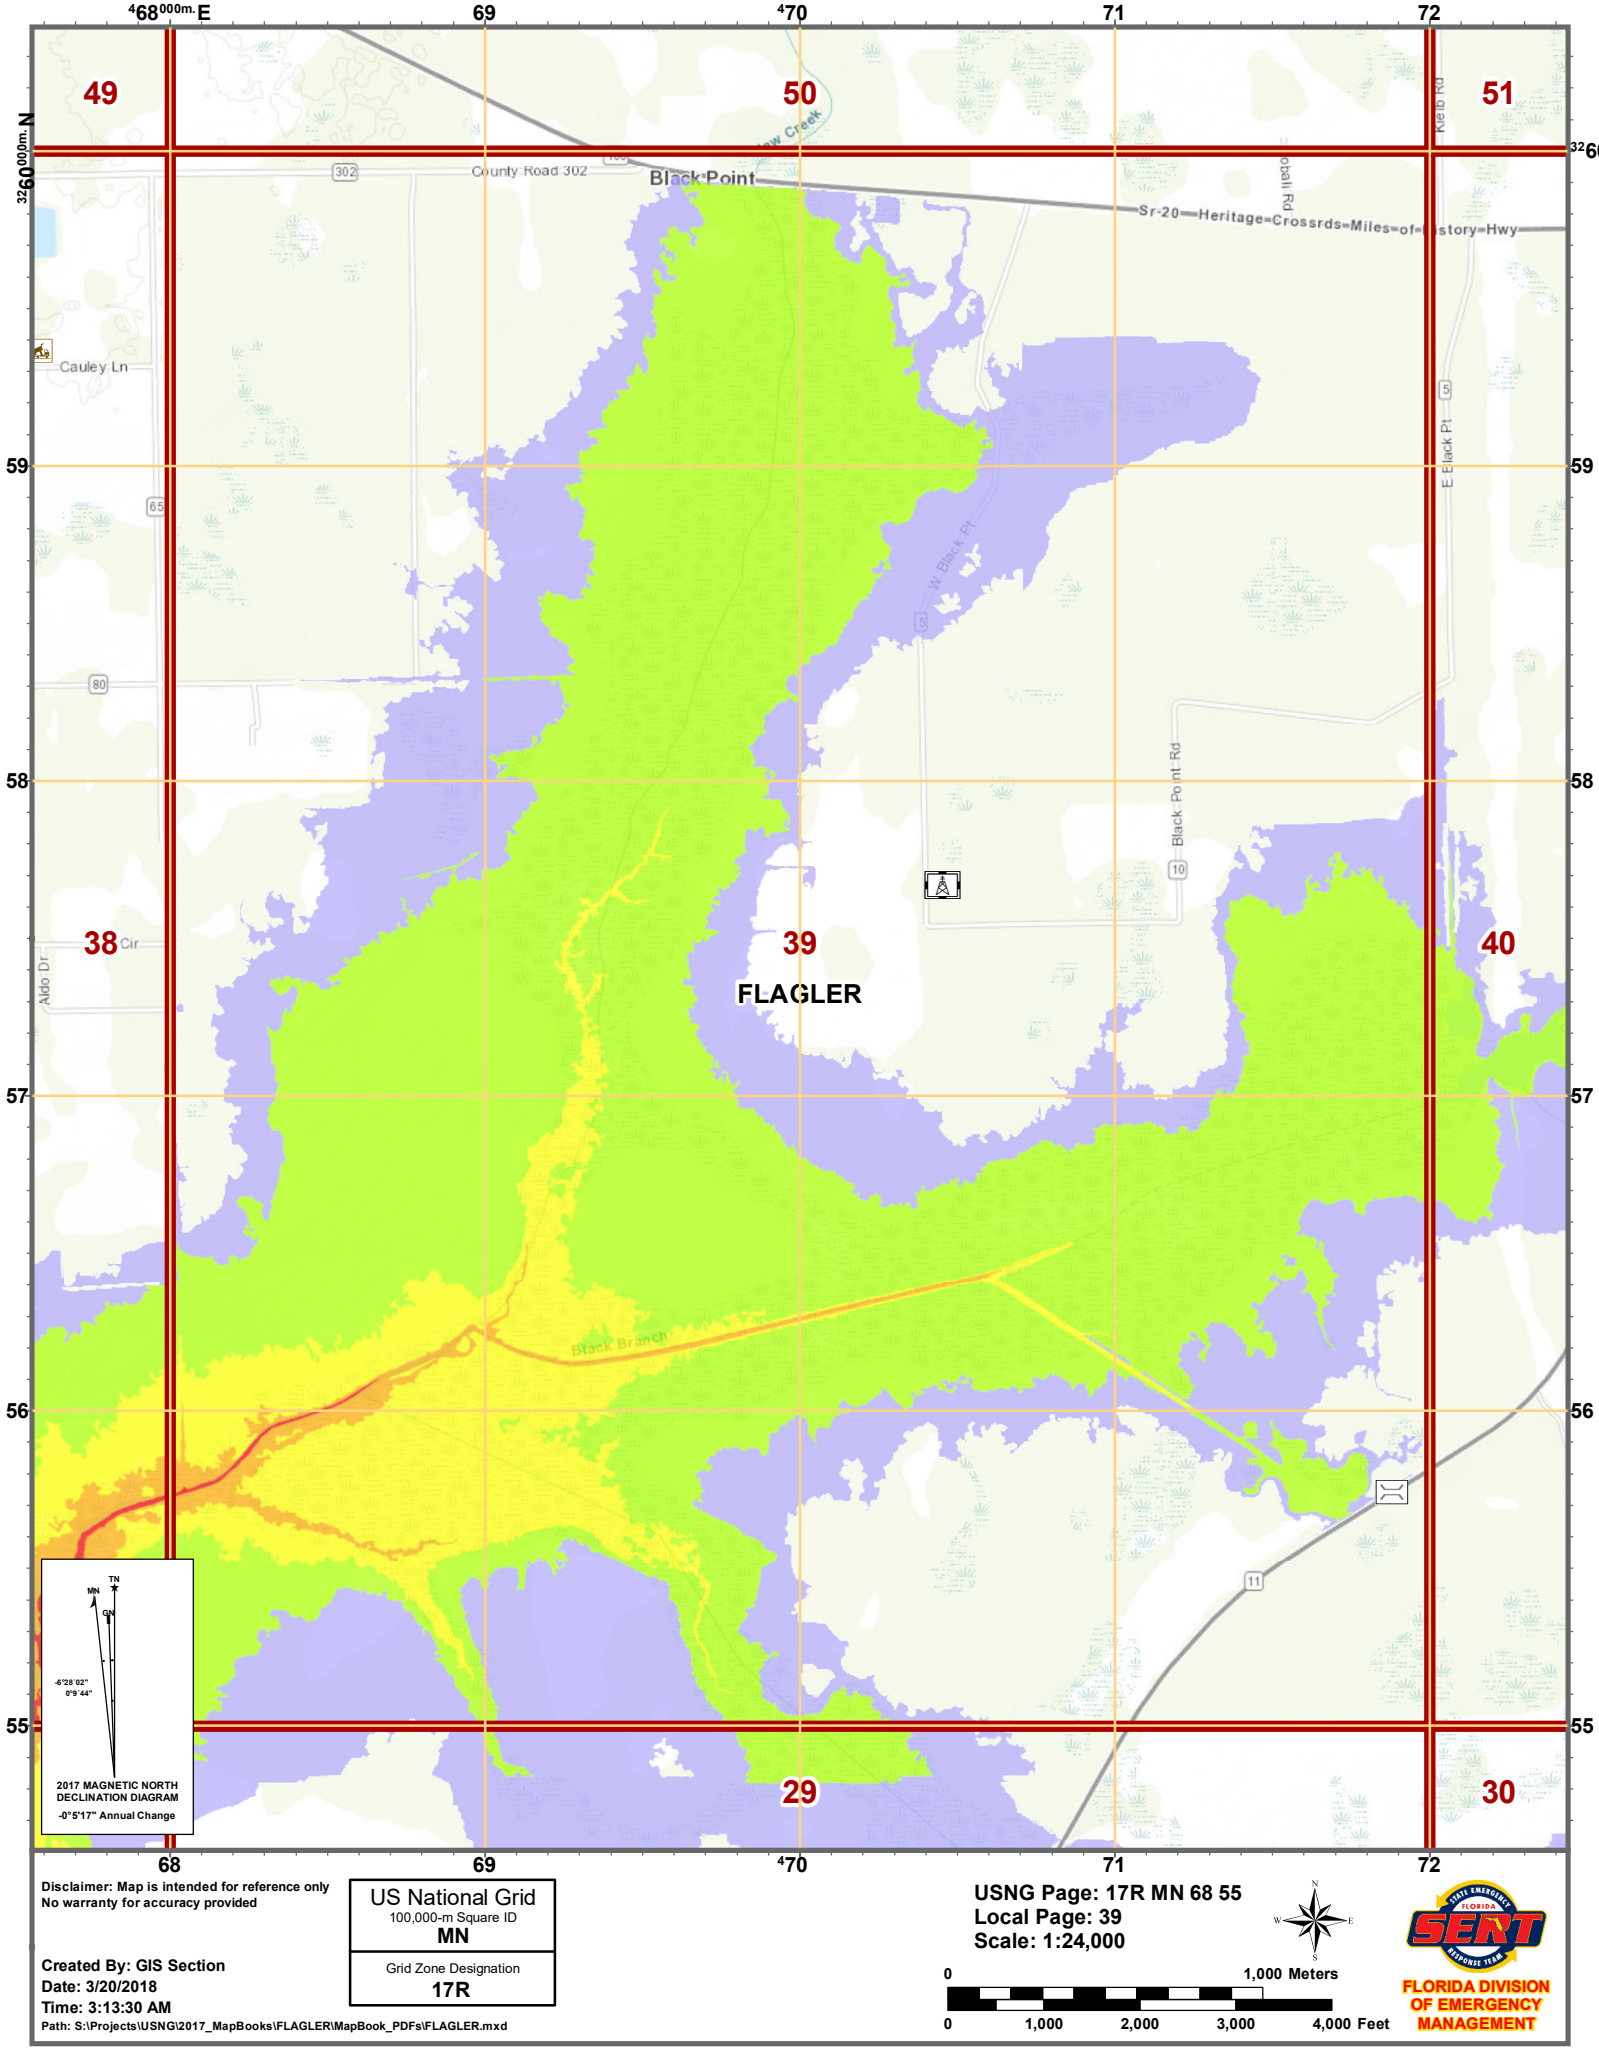 468000m. E 69 470 71 72
3260000m. N
49 50 51
Kleib Rd
302
County Road 302
Black Point
Sr-20 Heritage-Crossrds-Miles-of-History-Hwy
Cauley Ln
5
59 59
E Black Pt
65
W Black Pt
5
80
58 58
Black Point Rd
10
38 39 40
Cir
Aldo Dr
FLAGLER
57 57
Black Branch
56 56
11
TN
MN
GN
-6°28'02"
0°9'44"
2017 MAGNETIC NORTH
DECLINATION DIAGRAM
-0°5'17" Annual Change
55 55
29 30
68 69 470 71 72
Disclaimer: Map is intended for reference only
No warranty for accuracy provided
Created By: GIS Section
Date: 3/20/2018
Time: 3:13:30 AM
Path: S:\Projects\USNG\2017_MapBooks\FLAGLER\MapBook_PDFs\FLAGLER.mxd
US National Grid
100,000-m Square ID
MN
Grid Zone Designation
17R
USNG Page: 17R MN 68 55
Local Page: 39
Scale: 1:24,000
N
W E
S
0 1,000 Meters
0 1,000 2,000 3,000 4,000 Feet
STATE EMERGENCY
FLORIDA
SERT
RESPONSE TEAM
FLORIDA DIVISION
OF EMERGENCY
MANAGEMENT